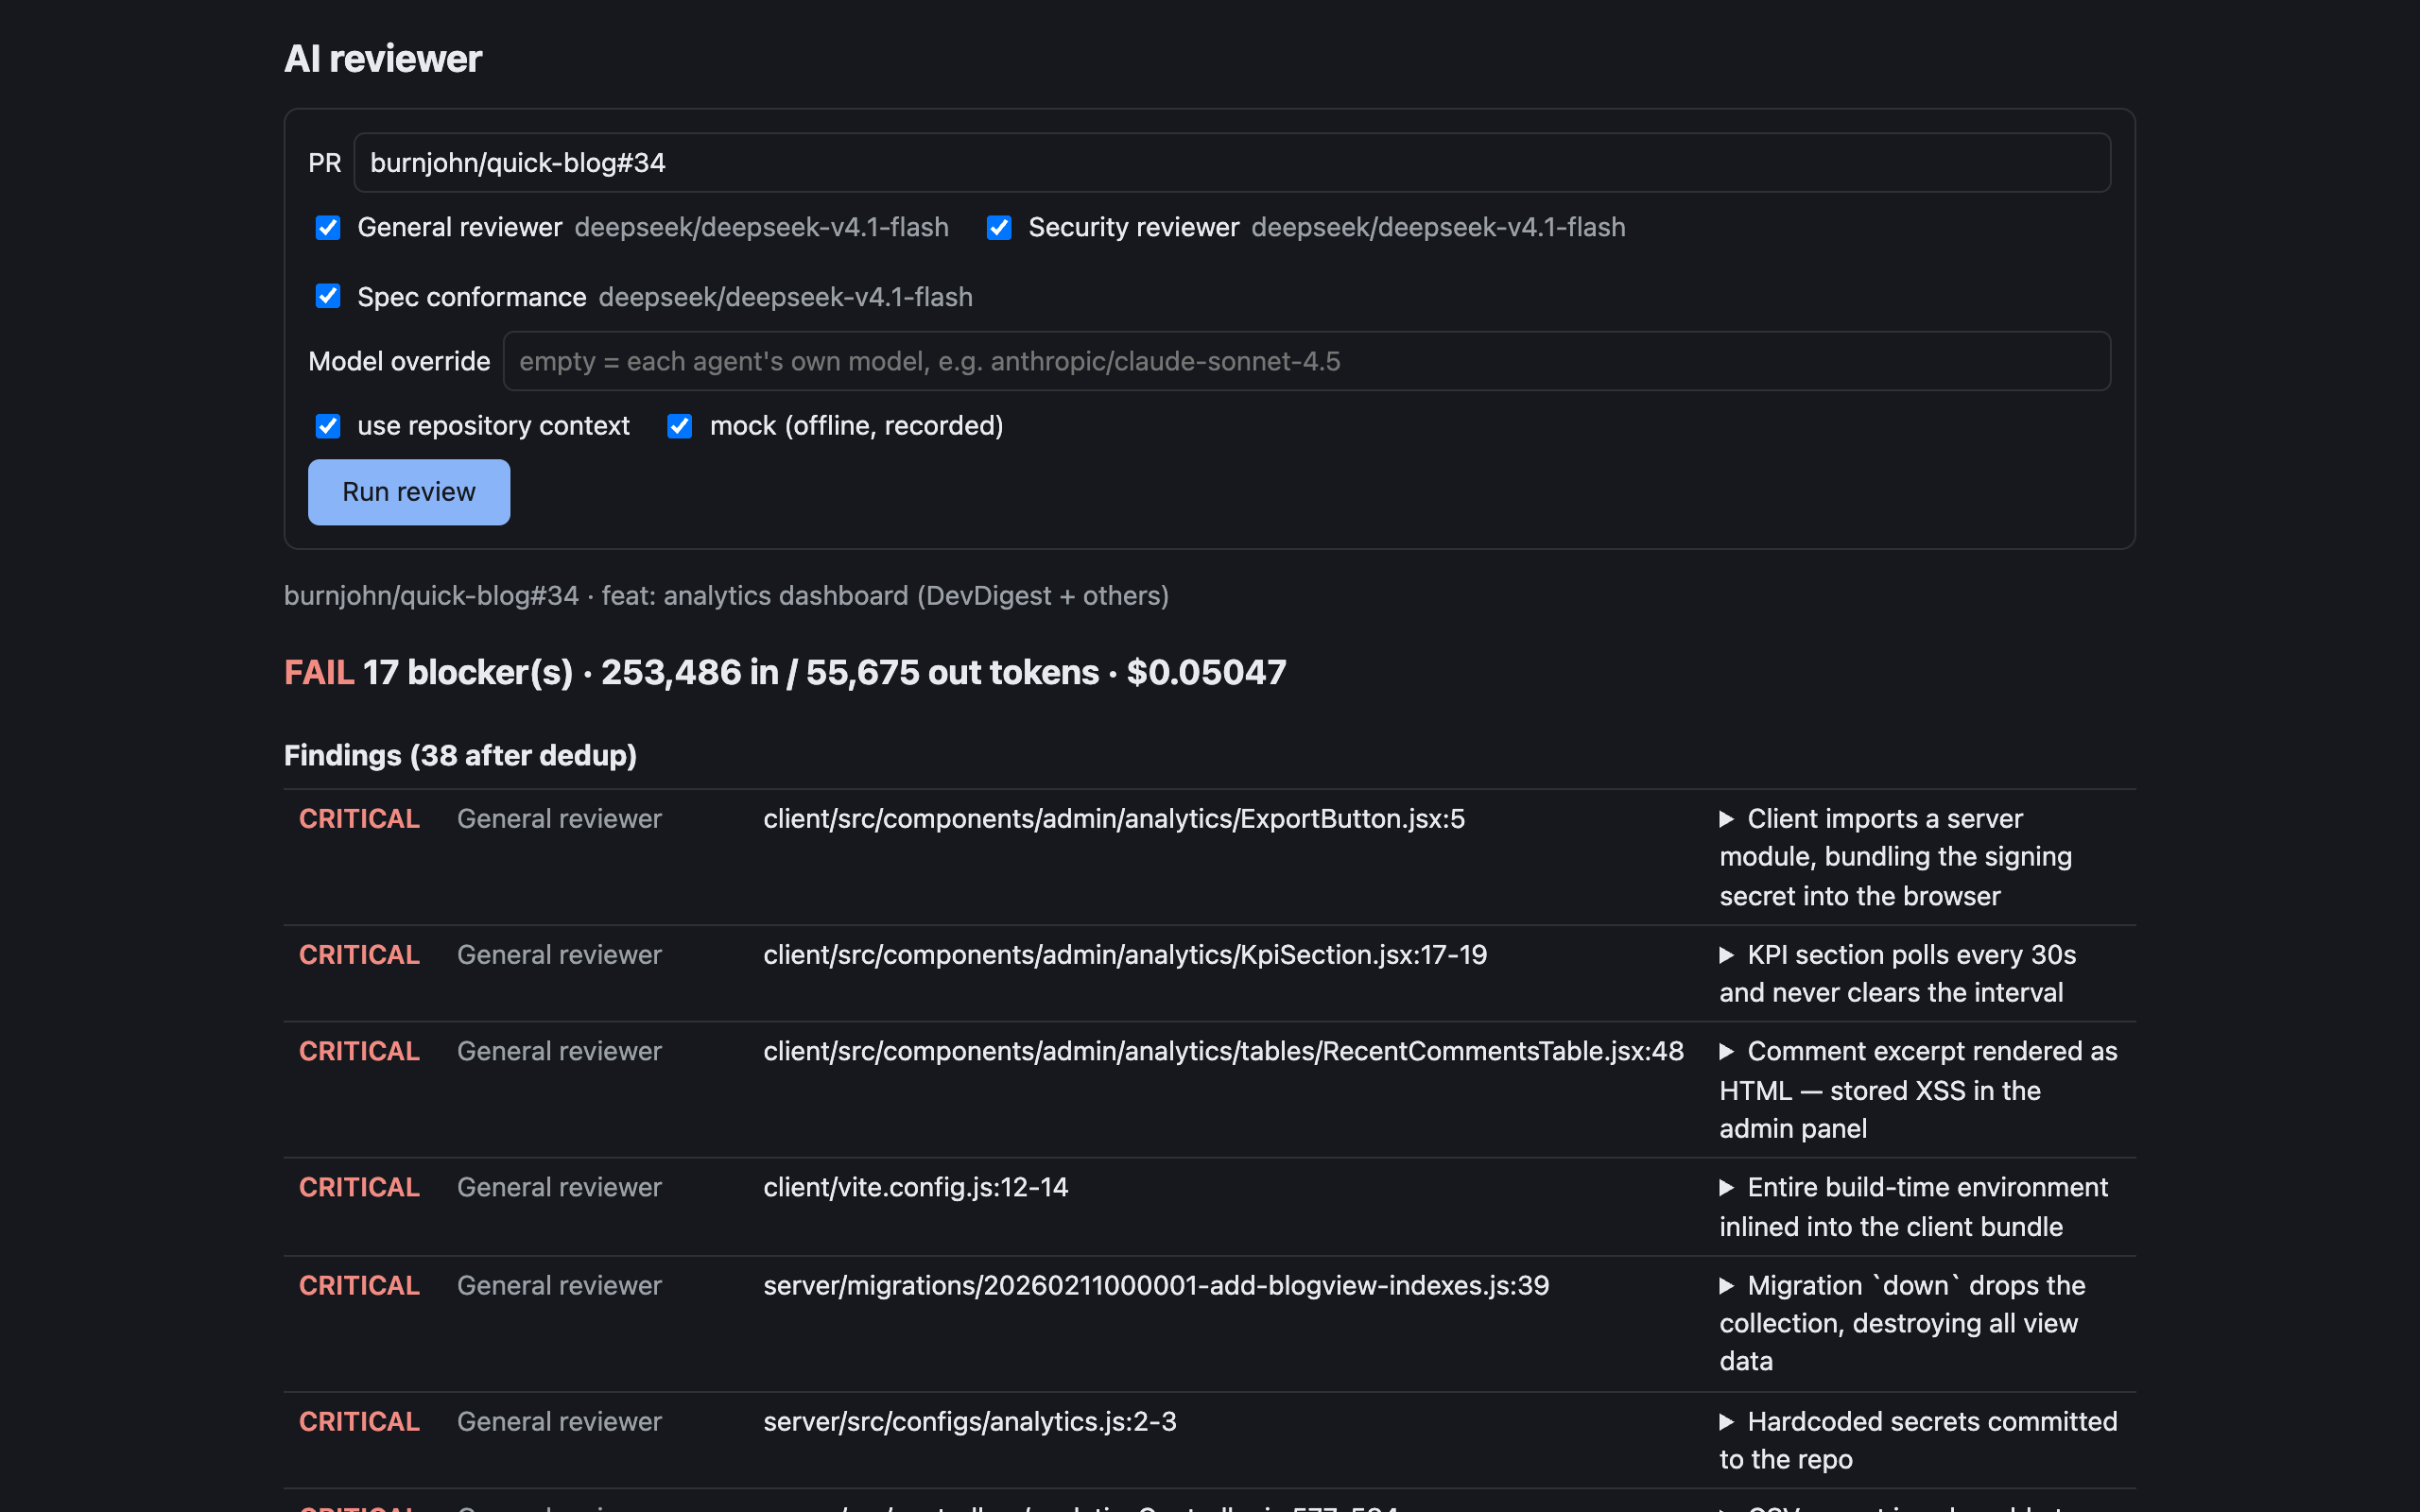 AI reviewer
PR burnjohn/quick-blog#34
General reviewer deepseek/deepseek-v4.1-flash Security reviewer deepseek/deepseek-v4.1-flash
Spec conformance deepseek/deepseek-v4.1-flash
Model override empty = each agent's own model, e.g. anthropic/claude-sonnet-4.5
use repository context mock (offline, recorded)
Run review
burnjohn/quick-blog#34 · feat: analytics dashboard (DevDigest + others)
FAIL 17 blocker(s) · 253,486 in / 55,675 out tokens · $0.05047
Findings (38 after dedup)
CRITICAL General reviewer client/src/components/admin/analytics/ExportButton.jsx:5 ▶ Client imports a server
module, bundling the signing
secret into the browser
CRITICAL General reviewer client/src/components/admin/analytics/KpiSection.jsx:17-19 ▶ KPI section polls every 30s
and never clears the interval
CRITICAL General reviewer client/src/components/admin/analytics/tables/RecentCommentsTable.jsx:48 ▶ Comment excerpt rendered as
HTML — stored XSS in the
admin panel
CRITICAL General reviewer client/vite.config.js:12-14 ▶ Entire build-time environment
inlined into the client bundle
CRITICAL General reviewer server/migrations/20260211000001-add-blogview-indexes.js:39 ▶ Migration `down` drops the
collection, destroying all view
data
CRITICAL General reviewer server/src/configs/analytics.js:2-3 ▶ Hardcoded secrets committed
to the repo
CRITICAL General reviewer